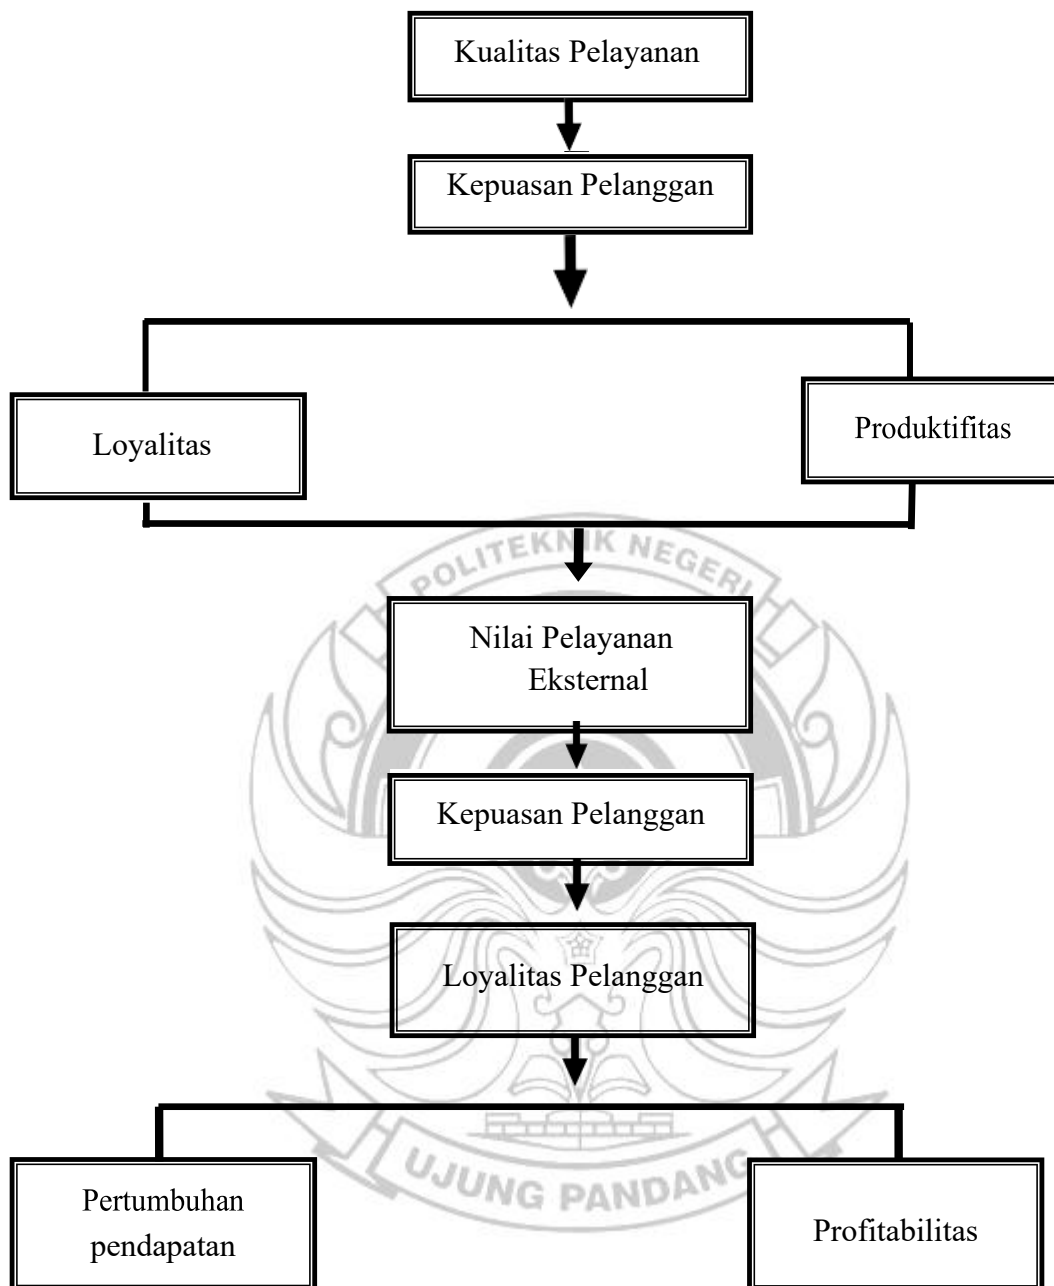 Kualitas Pelayanan
Kepuasan Pelanggan
Loyalitas
Produktifitas
POLITEKNIK NEGERI
Nilai Pelayanan
Eksternal
Kepuasan Pelanggan
Loyalitas Pelanggan
UJUNG PANDANG
Pertumbuhan
pendapatan
Profitabilitas